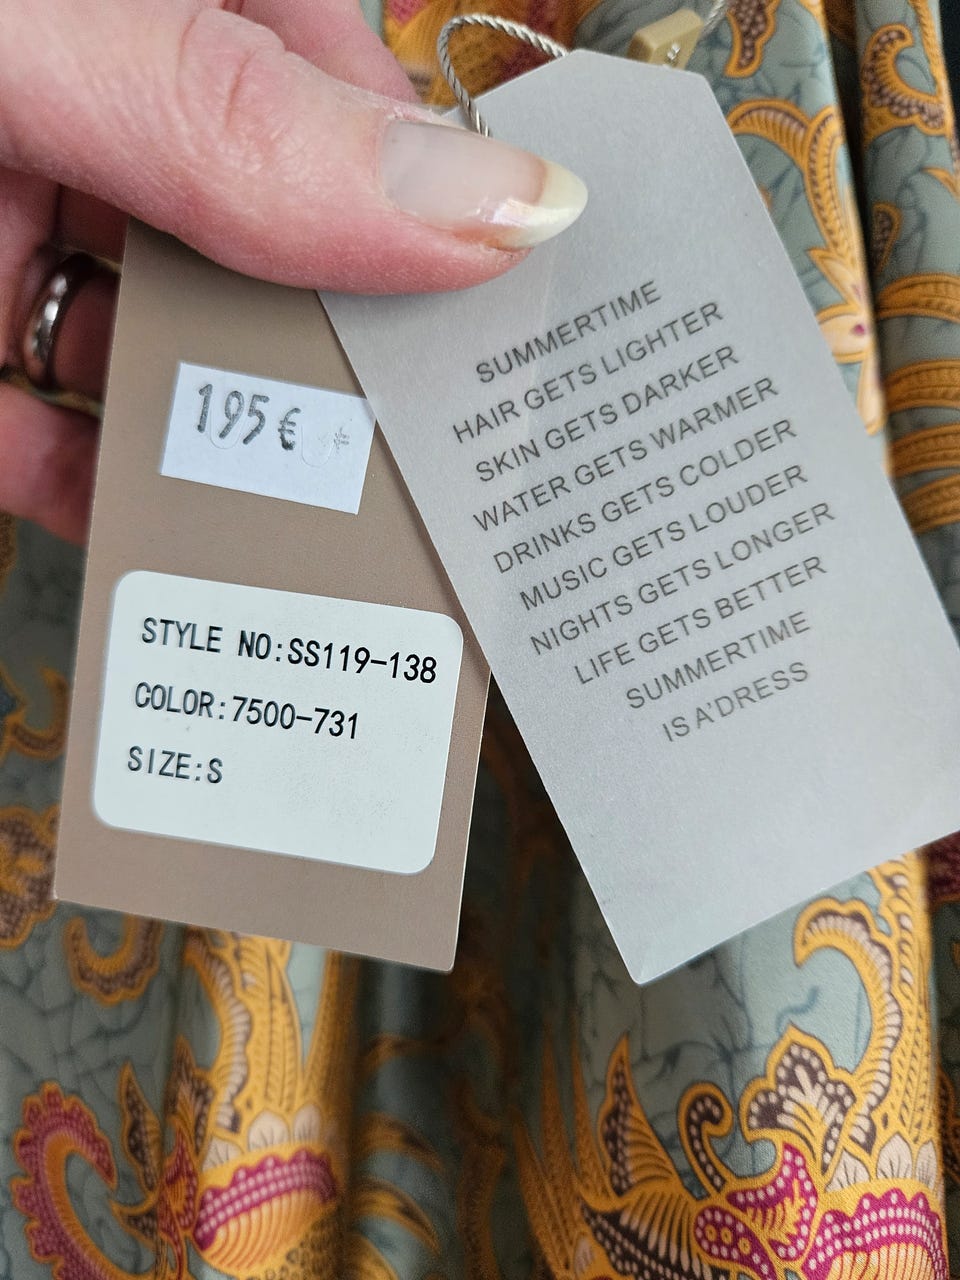 195€
STYLE NO:SS119-138
COLOR:7500-731
SIZE:S
SUMMERTIME
HAIR GETS LIGHTER
SKIN GETS DARKER
WATER GETS WARMER
DRINKS GETS COLDER
MUSIC GETS LOUDER
NIGHTS GETS LONGER
LIFE GETS BETTER
SUMMERTIME
IS A'DRESS